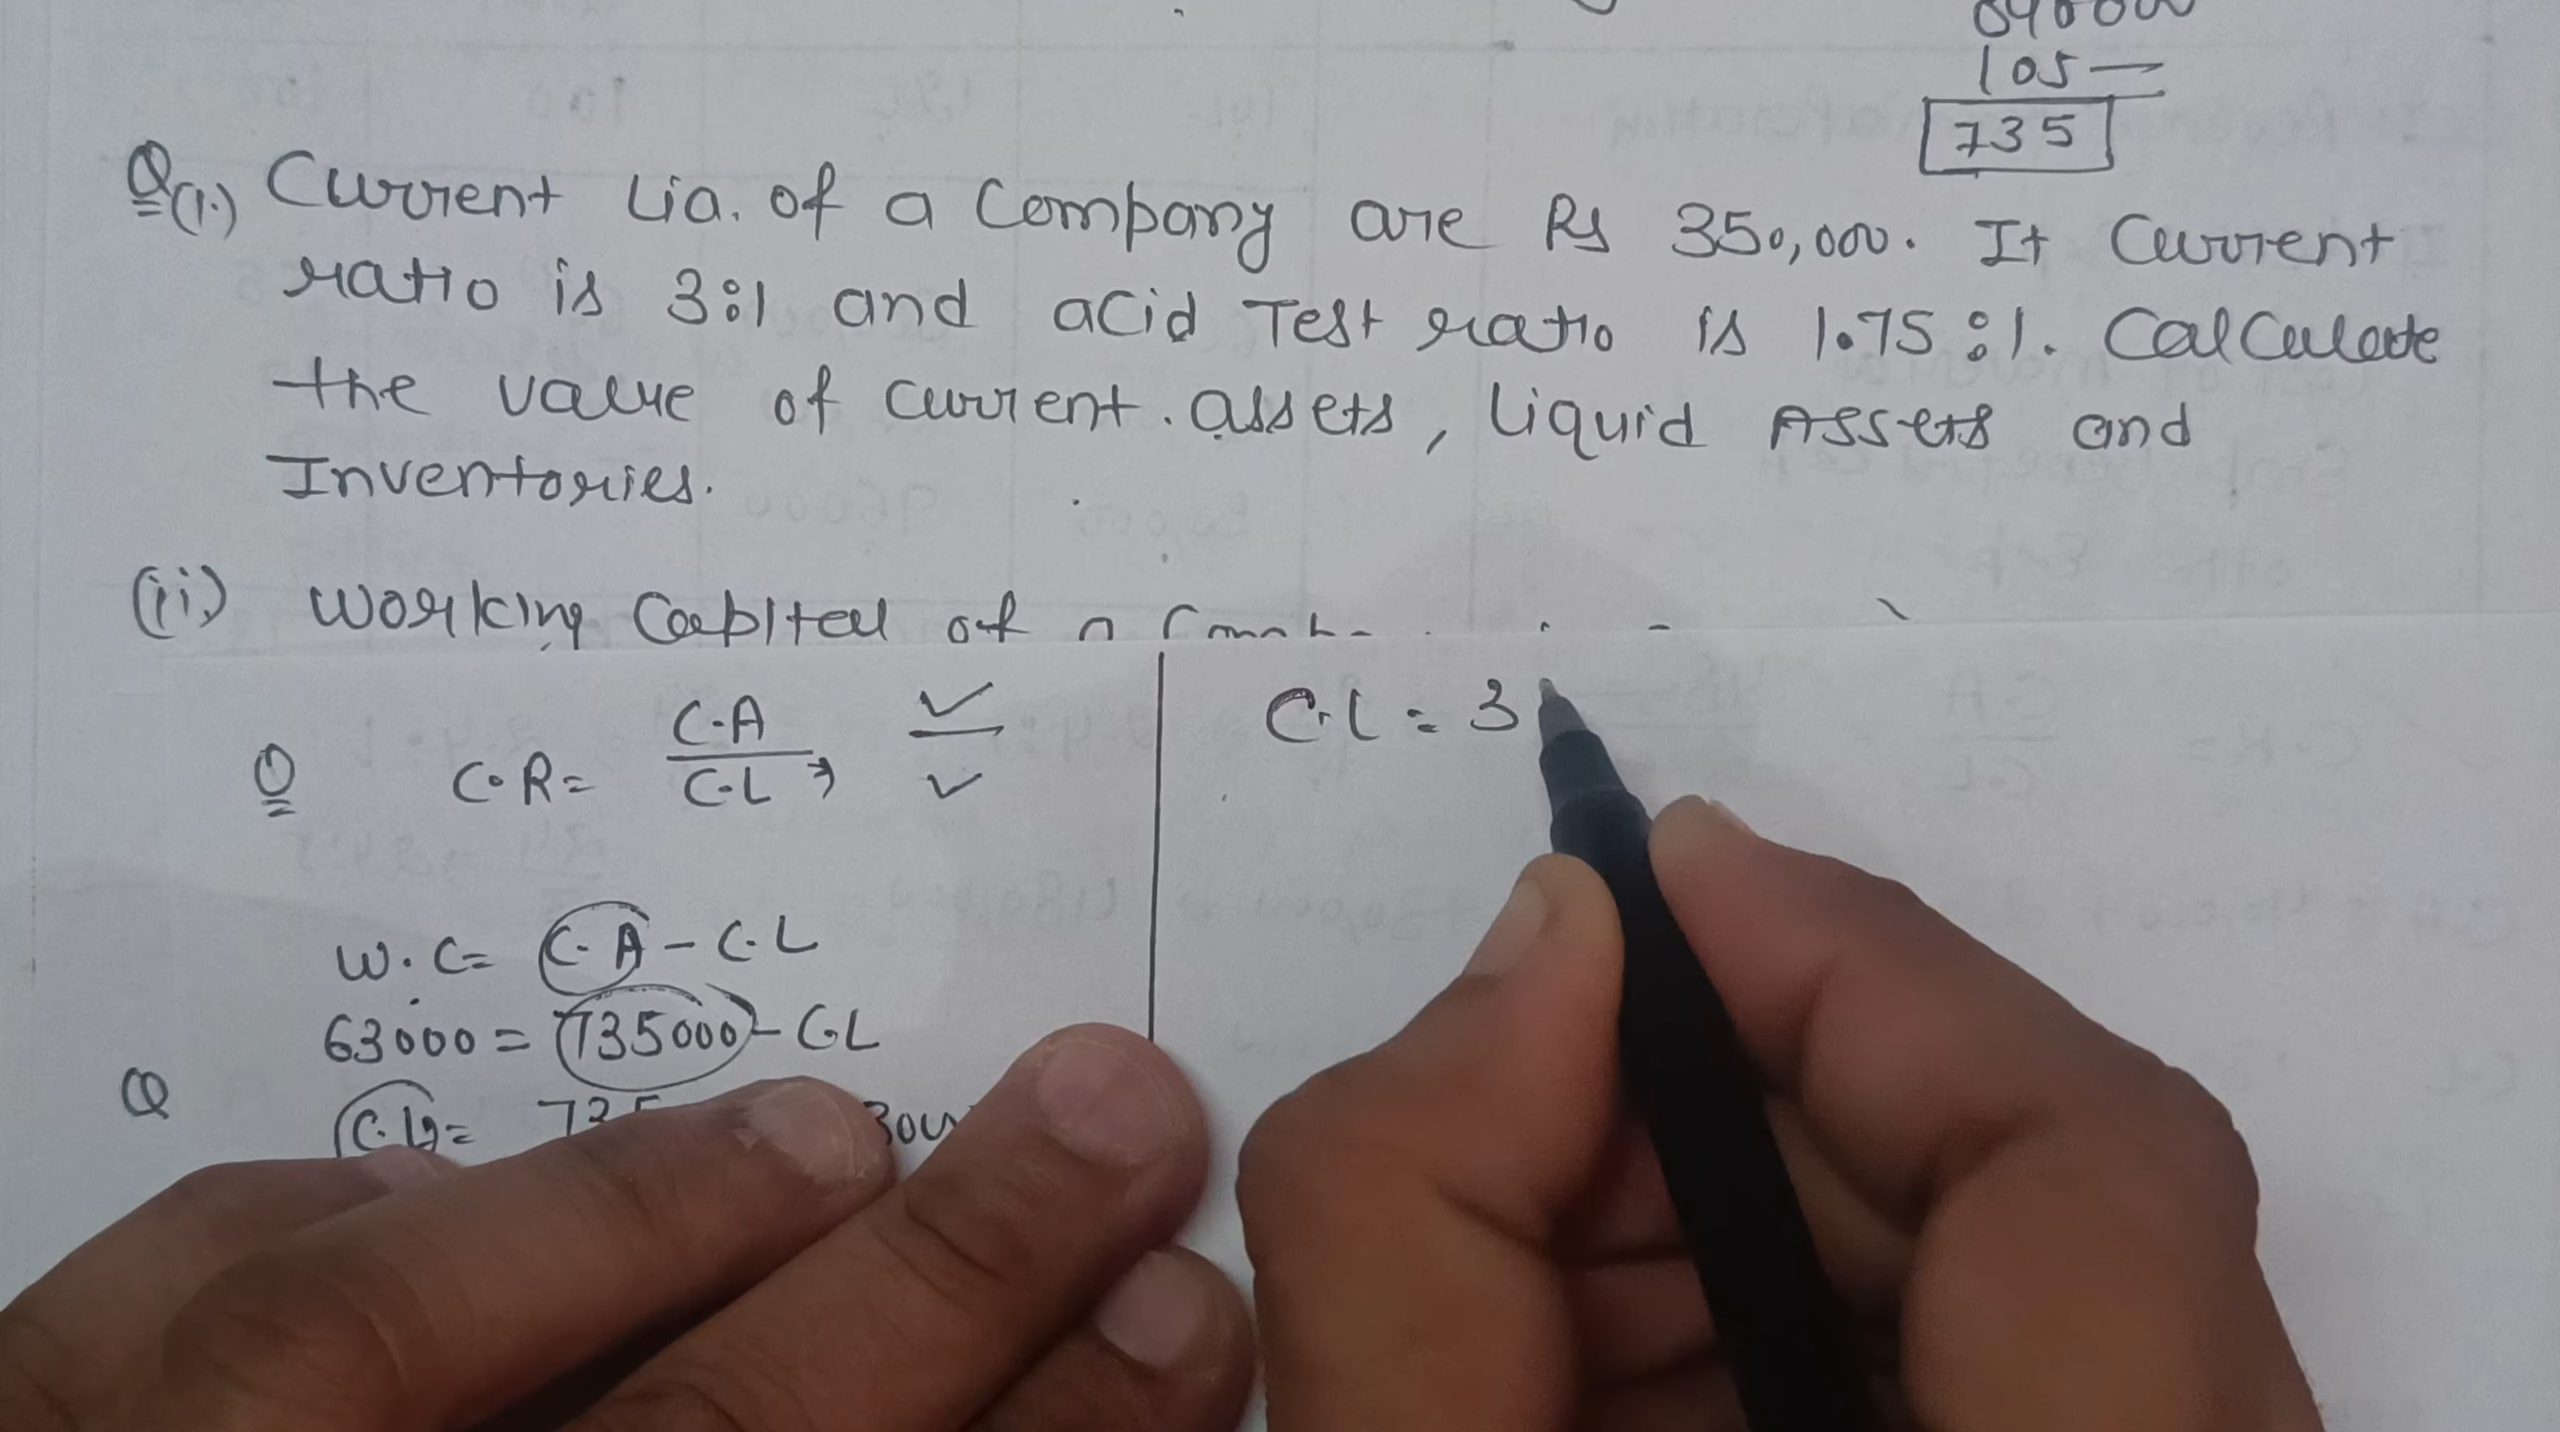 105
735
Q(1.) Current Lia. of a Company are Rs 350,000. It Current
ratio is 3:1 and acid Test ratio is 1.75:1. Calculate
the value of current. assets, liquid Assets and
Inventories.
(ii) Working Capital of a
C.A
Q C.R= C.L
W.C= C.A - C.L
63000 = 735000 - C.L
Q C.L=
C.L = 3